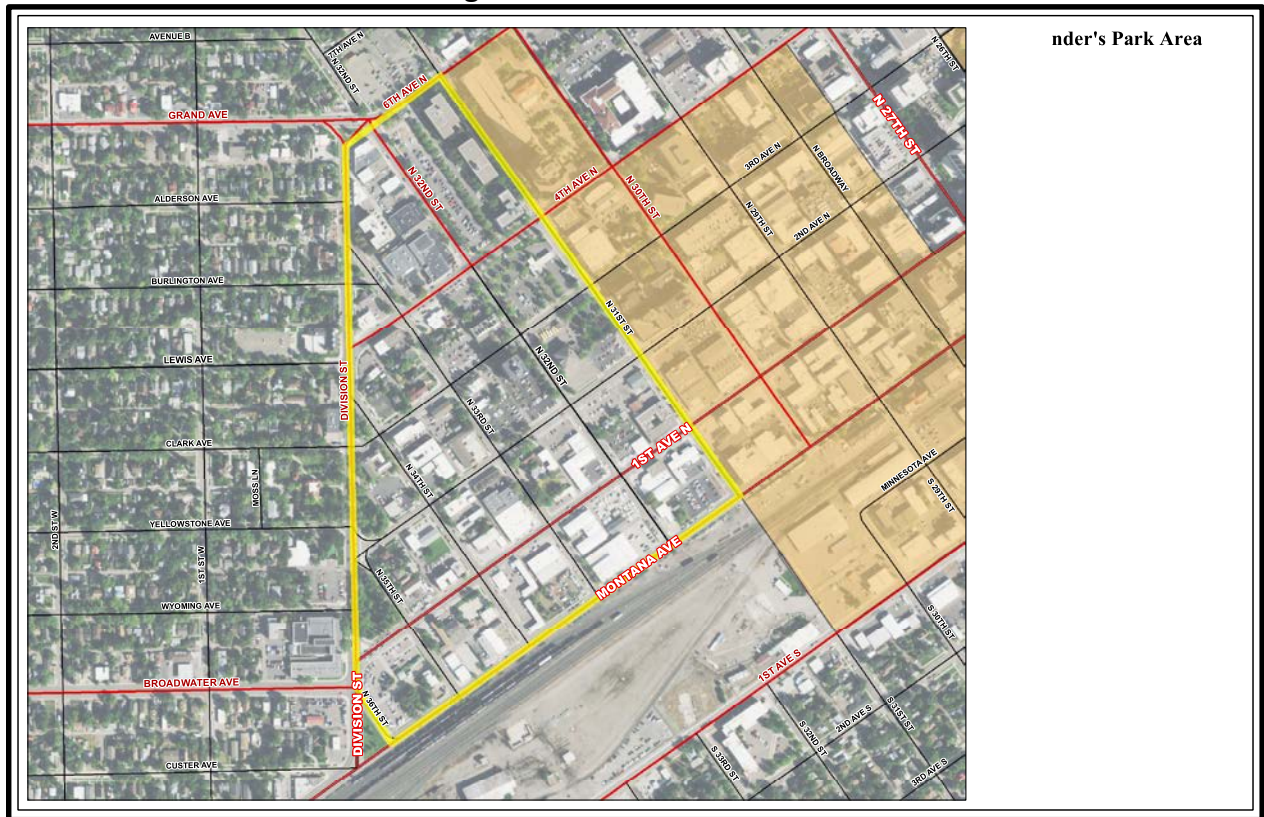 nder's Park Area
AVENUE B
7TH AVE N
N 32ND ST
N 26TH ST
6TH AVE N
GRAND AVE
N 27TH ST
3RD AVE N
N BROADWAY
4TH AVE N
N 32ND ST
N 30TH ST
ALDERSON AVE
N 29TH ST
2ND AVE N
BURLINGTON AVE
N 31ST ST
LEWIS AVE
N 32ND ST
DIVISION ST
N 33RD ST
CLARK AVE
1ST AVE N
MINNESOTA AVE
N 34TH ST
MOSS LN
S 29TH ST
YELLOWSTONE AVE
2ND ST W
1ST ST W
MONTANA AVE
N 35TH ST
WYOMING AVE
S 30TH ST
1ST AVE S
BROADWATER AVE
N 36TH ST
DIVISION ST
S 31ST ST
2ND AVE S
S 32ND ST
S 33RD ST
CUSTER AVE
3RD AVE S